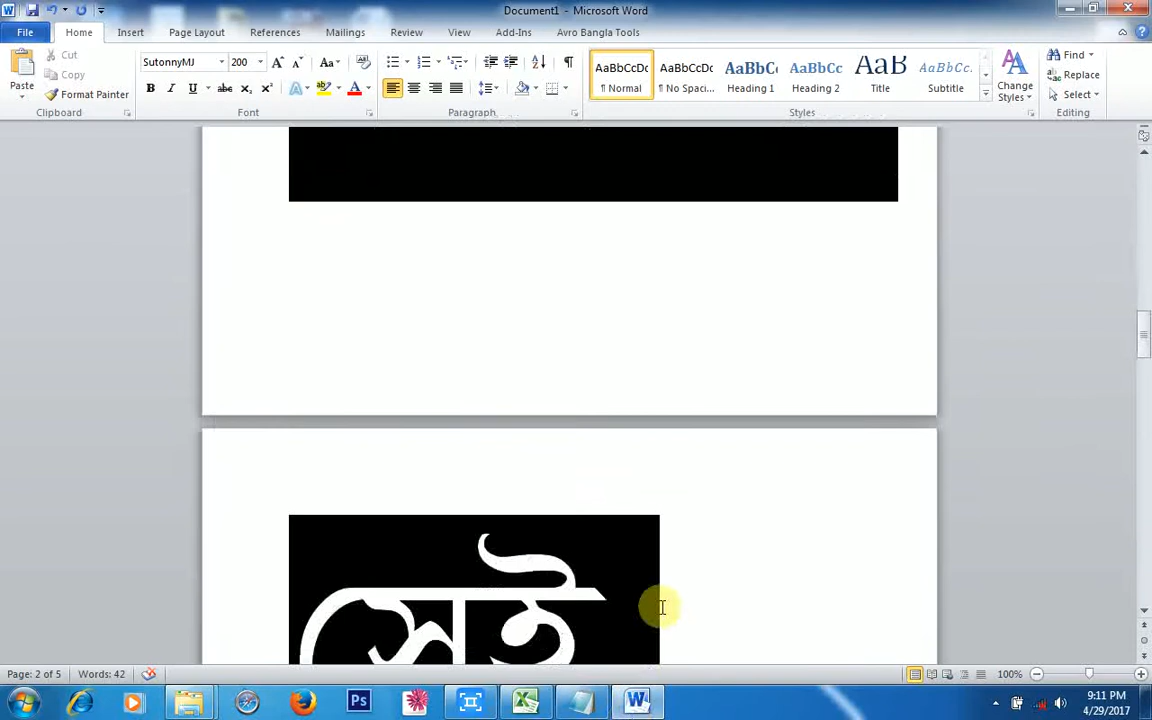 Document1 - Microsoft Word
File Home Insert Page Layout References Mailings Review View Add-Ins Avro Bangla Tools
Cut
Copy
Paste
Format Painter
Clipboard
SutonnyMJ 200
Font
Paragraph
AaBbCcDc AaBbCcDc AaBbC AaBbCc AaB AaBbCc.
¶ Normal ¶ No Spaci... Heading 1 Heading 2 Title Subtitle
Change Styles
Styles
Find
Replace
Select
Editing
সেই
Page: 2 of 5 Words: 42 100%
9:11 PM
4/29/2017